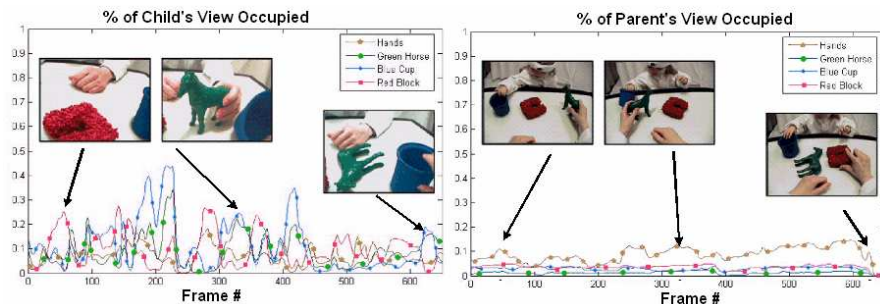 % of Child's View Occupied
1
0.9
0.8
0.7
0.6
0.5
0.4
0.3
0.2
0.1
0
Hands
Green Horse
Blue Cup
Red Block
0 100 200 300 400 500 600
Frame #
% of Parent's View Occupied
1
0.9
0.8
0.7
0.6
0.5
0.4
0.3
0.2
0.1
0
Hands
Green Horse
Blue Cup
Red Block
0 100 200 300 400 500 600
Frame #